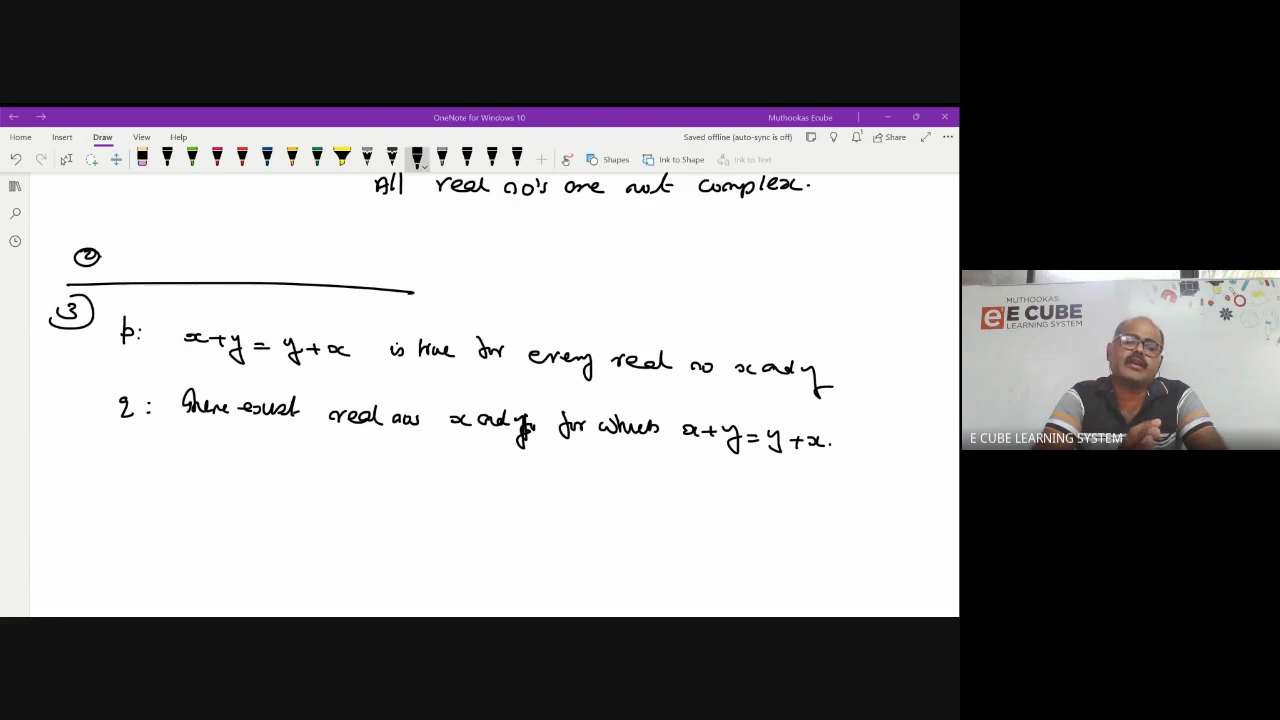 OneNote for Windows 10
Muthookas Ecube
Home Insert Draw View Help
Saved offline (auto-sync is off) Share
Shapes Ink to Shape Ink to Text
All real no's are not complex.
②
③
p: x+y = y+x is true for every real no x and y
q: There exist real nos x and y for which x+y = y+x.
MUTHOOKAS
e E CUBE
LEARNING SYSTEM
E CUBE LEARNING SYSTEM